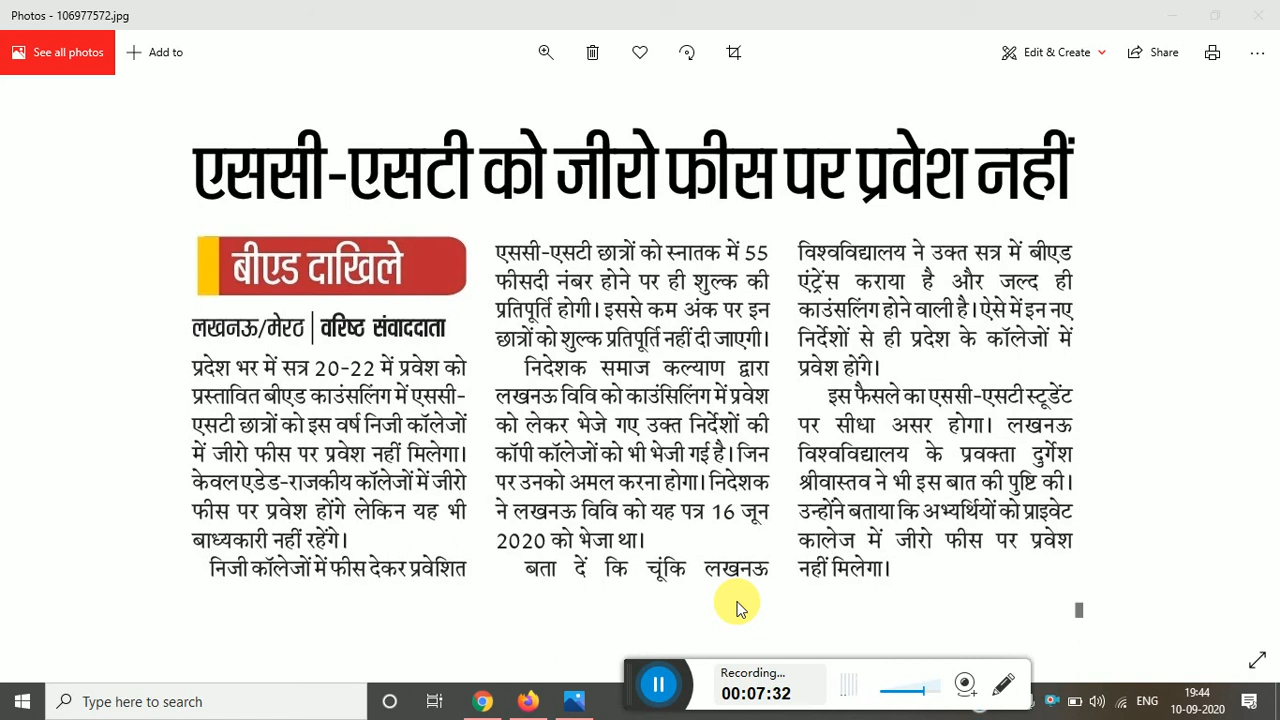 Photos - 106977572.jpg
See all photos
Add to
Edit & Create
Share
एससी-एसटी को जीरो फीस पर प्रवेश नहीं
बीएड दाखिले
लखनऊ/मेरठ | वरिष्ठ संवाददाता
प्रदेश भर में सत्र 20-22 में प्रवेश को
प्रस्तावित बीएड काउंसलिंग में एससी-
एसटी छात्रों को इस वर्ष निजी कॉलेजों
में जीरो फीस पर प्रवेश नहीं मिलेगा।
केवल एडेड-राजकीय कॉलेजों में जीरो
फीस पर प्रवेश होंगे लेकिन यह भी
बाध्यकारी नहीं रहेंगे।
निजी कॉलेजों में फीस देकर प्रवेशित
एससी-एसटी छात्रों को स्नातक में 55
फीसदी नंबर होने पर ही शुल्क की
प्रतिपूर्ति होगी। इससे कम अंक पर इन
छात्रों को शुल्क प्रतिपूर्ति नहीं दी जाएगी।
निदेशक समाज कल्याण द्वारा
लखनऊ विवि को काउंसिलिंग में प्रवेश
को लेकर भेजे गए उक्त निर्देशों की
कॉपी कॉलेजों को भी भेजी गई है। जिन
पर उनको अमल करना होगा। निदेशक
ने लखनऊ विवि को यह पत्र 16 जून
2020 को भेजा था।
बता दें कि चूंकि लखनऊ
विश्वविद्यालय ने उक्त सत्र में बीएड
एंट्रेंस कराया है और जल्द ही
काउंसलिंग होने वाली है। ऐसे में इन नए
निर्देशों से ही प्रदेश के कॉलेजों में
प्रवेश होंगे।
इस फैसले का एससी-एसटी स्टूडेंट
पर सीधा असर होगा। लखनऊ
विश्वविद्यालय के प्रवक्ता दुर्गेश
श्रीवास्तव ने भी इस बात की पुष्टि की।
उन्होंने बताया कि अभ्यर्थियों को प्राइवेट
कालेज में जीरो फीस पर प्रवेश
नहीं मिलेगा।
Recording...
00:07:32
Type here to search
ENG
19:44
10-09-2020